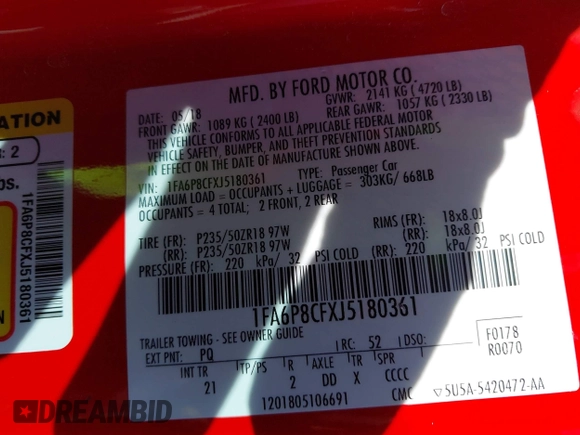 MFD. BY FORD MOTOR CO.
DATE: 05/18
GVWR: 2141 KG ( 4720 LB)
FRONT GAWR: 1089 KG ( 2400 LB)
REAR GAWR: 1057 KG ( 2330 LB)
THIS VEHICLE CONFORMS TO ALL APPLICABLE FEDERAL MOTOR
VEHICLE SAFETY, BUMPER, AND THEFT PREVENTION STANDARDS
IN EFFECT ON THE DATE OF MANUFACTURE SHOWN ABOVE.
VIN: 1FA6P8CFXJ5180361
TYPE: Passenger Car
MAXIMUM LOAD = OCCUPANTS + LUGGAGE = 303KG/ 668LB
OCCUPANTS = 4 TOTAL; 2 FRONT, 2 REAR
TIRE (FR): P235/50ZR18 97W
RIMS (FR): 18x8.0J
(RR): P235/50ZR18 97W
(RR): 18x8.0J
PRESSURE (FR): 220 kPa/ 32 PSI COLD
(RR): 220 kPa/ 32 PSI COLD
1FA6P8CFXJ5180361
TRAILER TOWING - SEE OWNER GUIDE
EXT PNT: PQ
RC: 52
DSO:
F0178
R0070
INT TR TP/PS R AXLE TR SPR
21 2 DD X CCCC
1201805106691
CMC
5U5A-5420472-AA
ATION
: 2
bs.
1FA6P8CFXJ5180361
N
DREAMBID